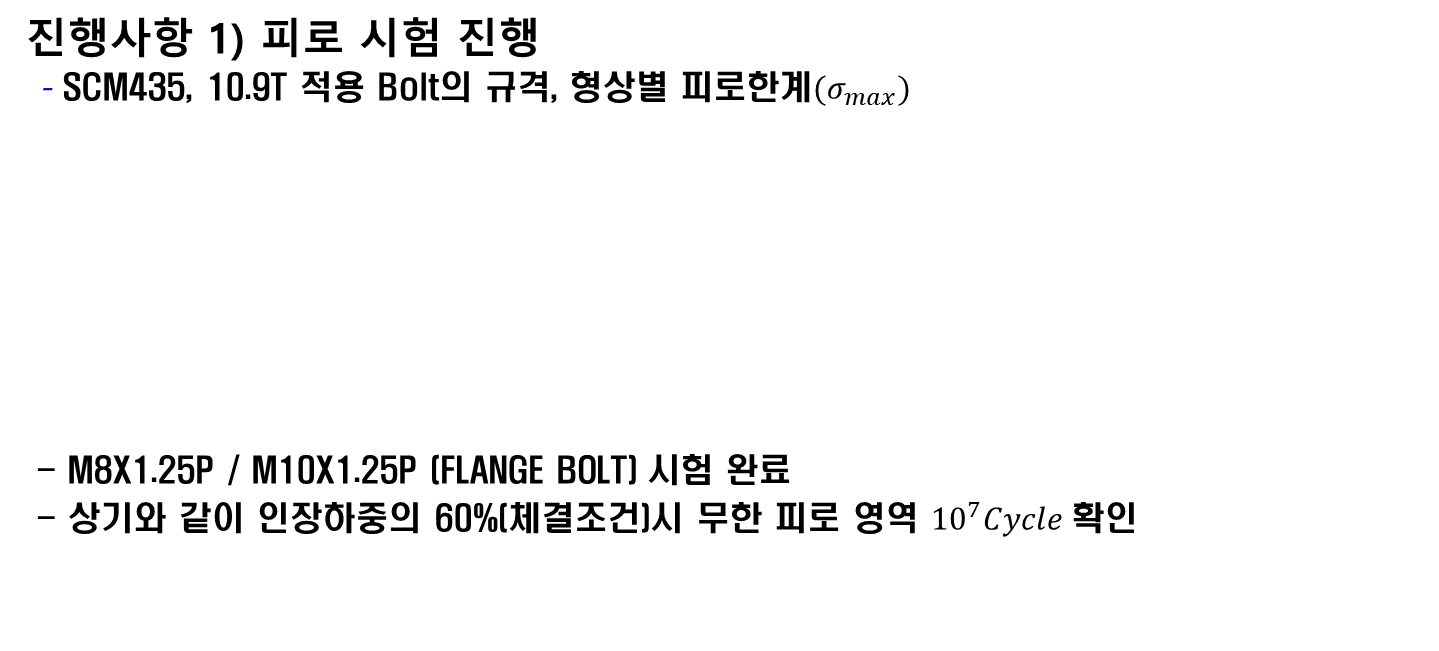 진행사항 1) 피로 시험 진행
- SCM435, 10.9T 적용 Bolt의 규격, 형상별 피로한계(σ_max)
– M8X1.25P / M10X1.25P (FLANGE BOLT) 시험 완료
– 상기와 같이 인장하중의 60%(체결조건)시 무한 피로 영역 10⁷Cycle 확인